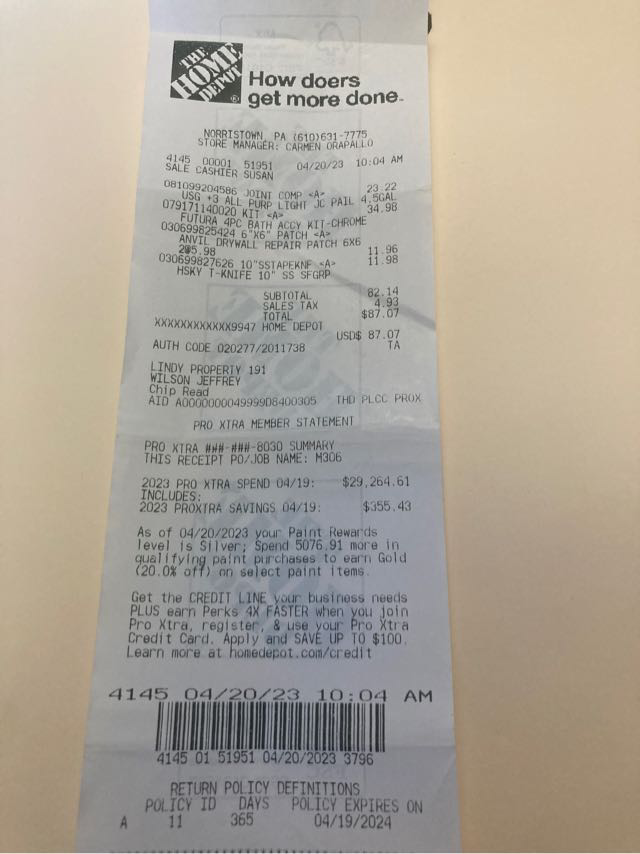 THE
HOME
DEPOT
How doers
get more done.
NORRISTOWN, PA (610)631-7775
STORE MANAGER: CARMEN ORAPALLO
4145 00001 51951 04/20/23 10:04 AM
SALE CASHIER SUSAN
081099204586 JOINT COMP <A> 23.22
USG +3 ALL PURP LIGHT JC PAIL 4.5GAL
079171140020 KIT <A> 34.98
FUTURA 4PC BATH ACCY KIT-CHROME
030699825424 6"X6" PATCH <A>
ANVIL DRYWALL REPAIR PATCH 6X6
2@5.98 11.96
030699827626 10"SSTAPEKNF <A> 11.98
HSKY T-KNIFE 10" SS SFGRP
SUBTOTAL 82.14
SALES TAX 4.93
TOTAL $87.07
XXXXXXXXXXXX9947 HOME DEPOT
USD$ 87.07
AUTH CODE 020277/2011738 TA
LINDY PROPERTY 191
WILSON JEFFREY
Chip Read
AID A0000000049999D8400305 THD PLCC PROX
PRO XTRA MEMBER STATEMENT
PRO XTRA ###-###-8030 SUMMARY
THIS RECEIPT PO/JOB NAME: M306
2023 PRO XTRA SPEND 04/19: $29,264.61
INCLUDES:
2023 PROXTRA SAVINGS 04/19: $355.43
As of 04/20/2023 your Paint Rewards
level is Silver; Spend 5076.91 more in
qualifying paint purchases to earn Gold
(20.0% off) on select paint items.
Get the CREDIT LINE your business needs
PLUS earn Perks 4X FASTER when you join
Pro Xtra, register, & use your Pro Xtra
Credit Card. Apply and SAVE UP TO $100.
Learn more at homedepot.com/credit
4145 04/20/23 10:04 AM
4145 01 51951 04/20/2023 3796
RETURN POLICY DEFINITIONS
POLICY ID DAYS POLICY EXPIRES ON
A 11 365 04/19/2024